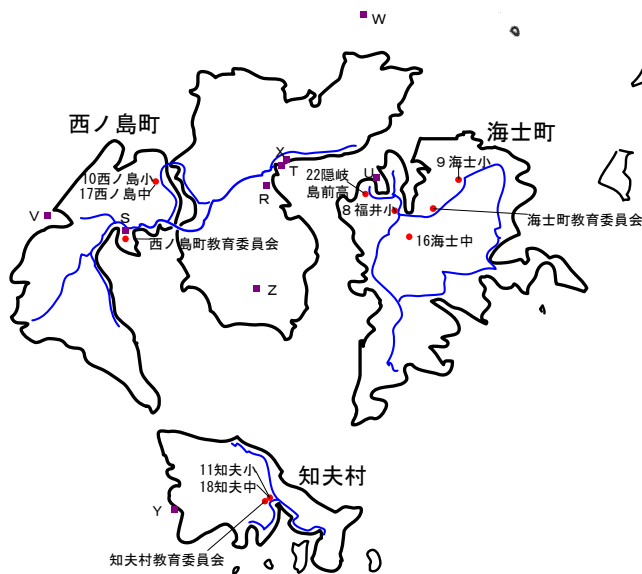 W
西ノ島町
海士町
10西ノ島小
17西ノ島中
X
T
R
22隠岐
島前高
U
9海士小
8福井小
海士町教育委員会
V
S
西ノ島町教育委員会
16海士中
Z
知夫村
11知夫小
18知夫中
Y
知夫村教育委員会